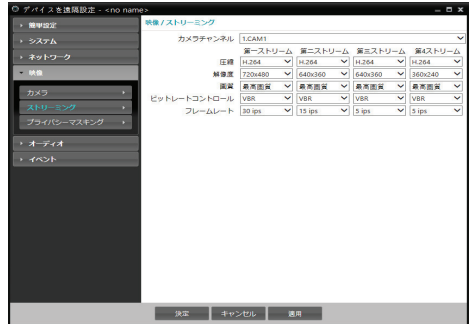 デバイスを遠隔設定 - <no name>
簡単設定
システム
ネットワーク
映像
カメラ
ストリーミング
プライバシーマスキング
オーディオ
イベント
映像 / ストリーミング
カメラチャンネル 1.CAM1
第一ストリーム 第二ストリーム 第三ストリーム 第4ストリーム
圧縮 H.264 H.264 H.264 H.264
解像度 720x480 640x360 640x360 360x240
画質 最高画質 最高画質 最高画質 最高画質
ビットレートコントロール VBR VBR VBR VBR
フレームレート 30 ips 15 ips 5 ips 5 ips
決定 キャンセル 適用